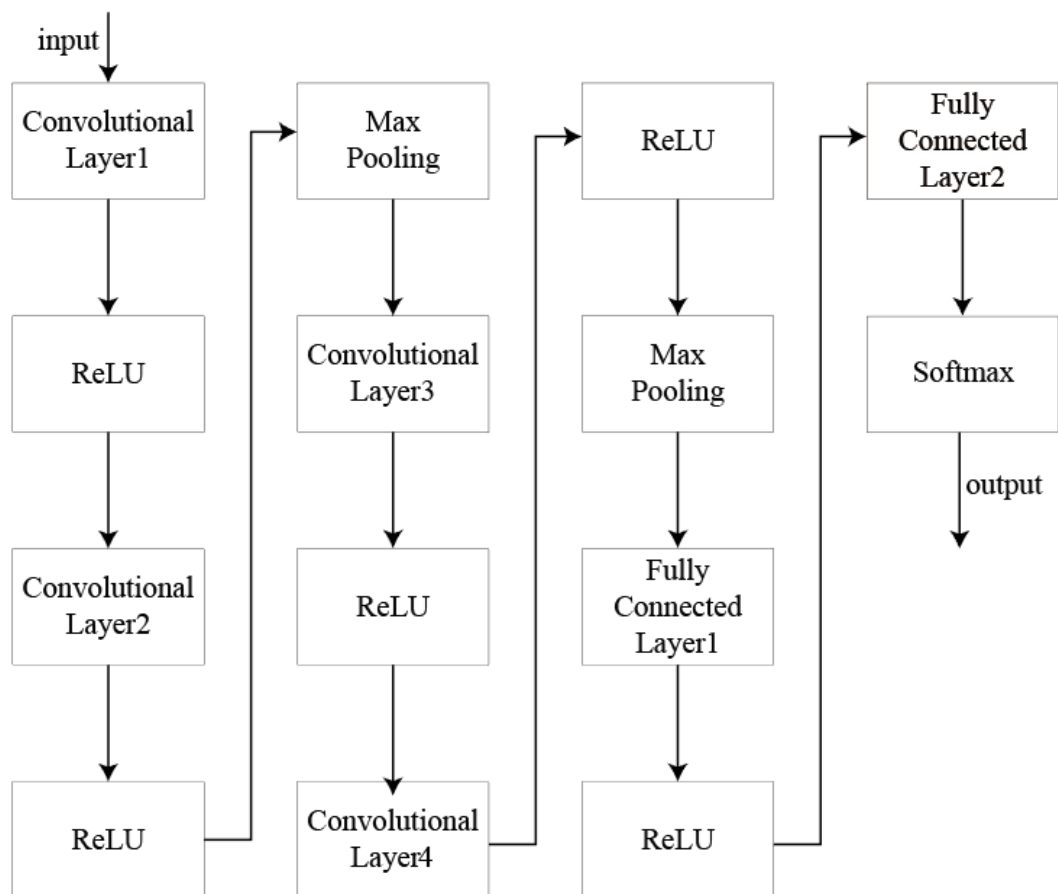 input
Convolutional
Layer1
ReLU
Convolutional
Layer2
ReLU
Max
Pooling
Convolutional
Layer3
ReLU
Convolutional
Layer4
ReLU
Max
Pooling
Fully
Connected
Layer1
ReLU
Fully
Connected
Layer2
Softmax
output